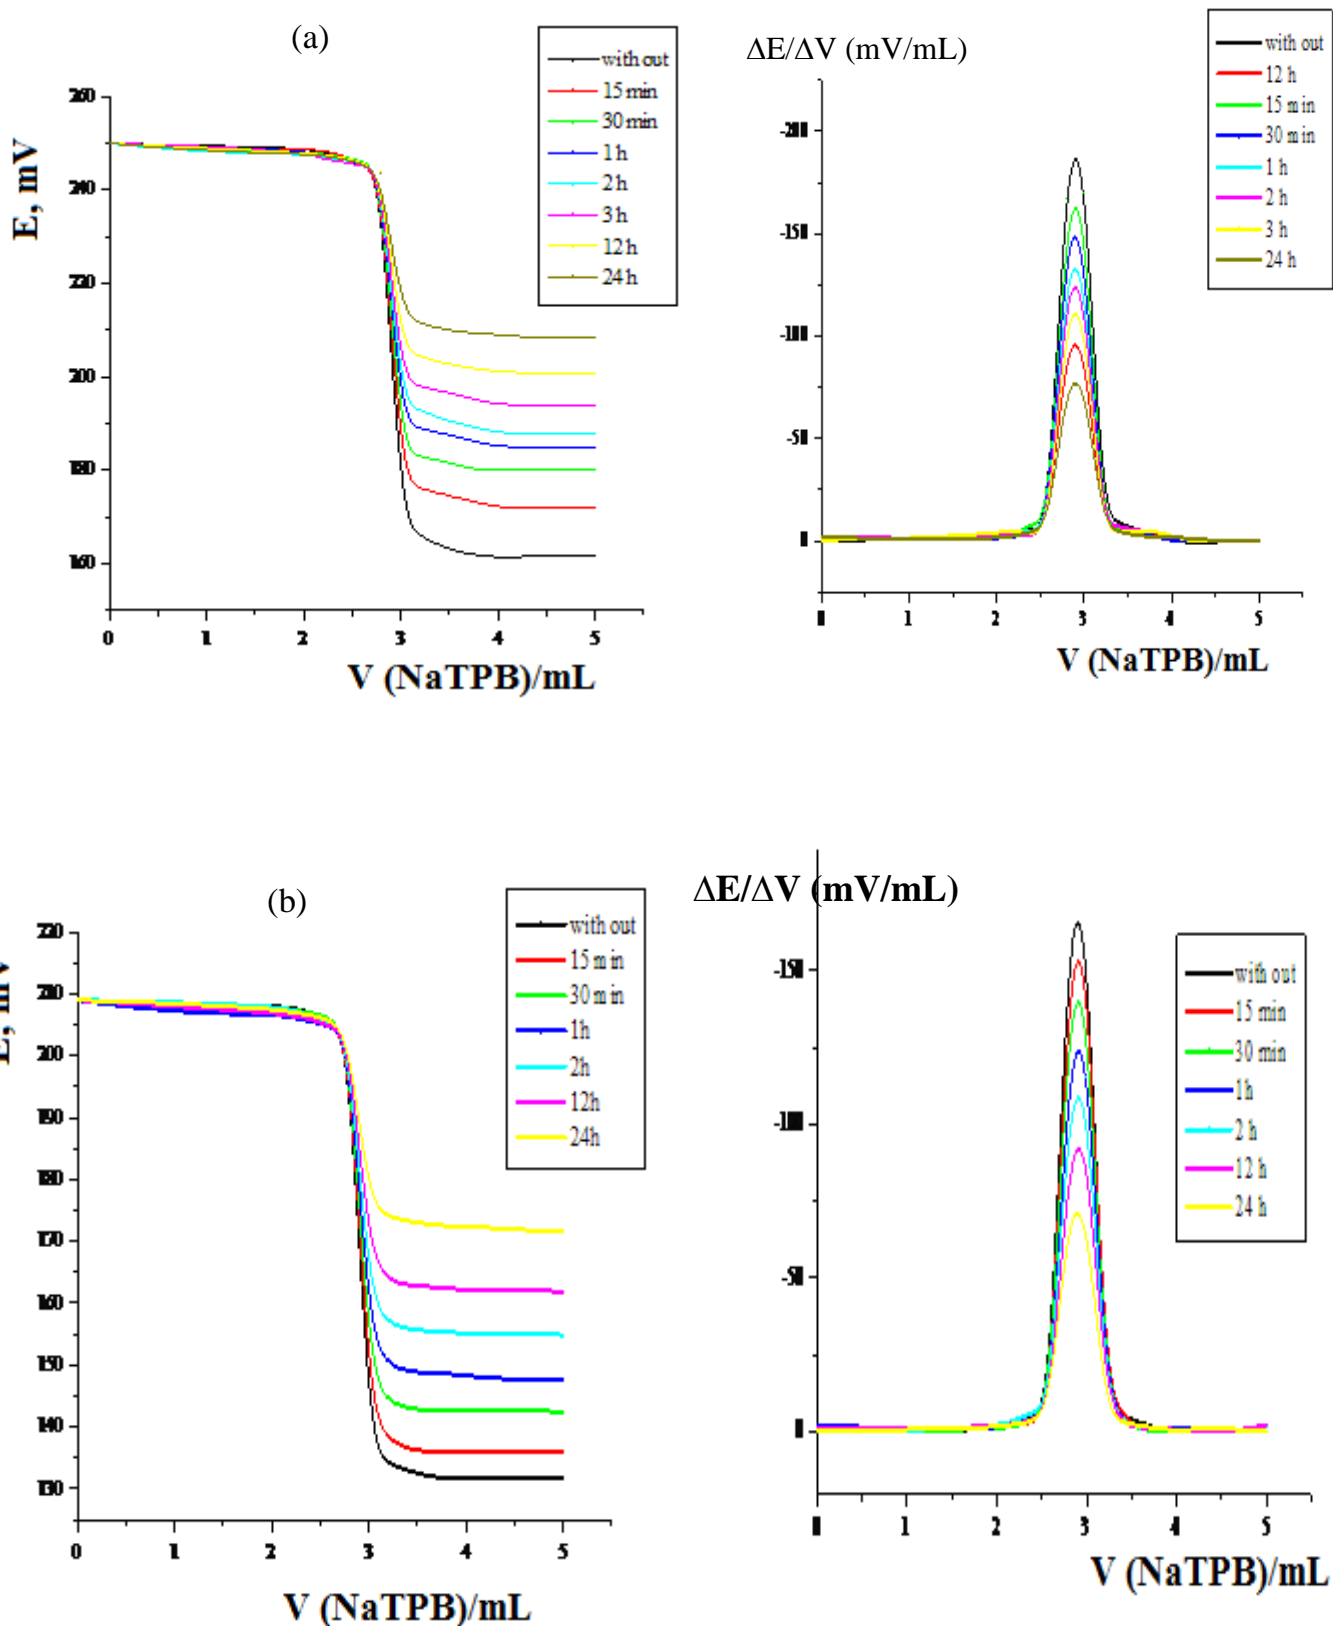 (a)
with out
15 min
30 min
1 h
2h
3h
12 h
24 h
E, mV
260
240
220
200
180
160
0 1 2 3 4 5
V (NaTPB)/mL
ΔE/ΔV (mV/mL)
with out
12 h
15 min
30 min
1 h
2 h
3 h
24 h
-200
-150
-100
-50
0
0 1 2 3 4 5
V (NaTPB)/mL
(b)
with out
15 min
30 min
1h
2h
12h
24h
E, mV
220
210
200
190
180
170
160
150
140
130
0 1 2 3 4 5
V (NaTPB)/mL
ΔE/ΔV (mV/mL)
with out
15 min
30 min
1h
2 h
12 h
24 h
-150
-100
-50
0
0 1 2 3 4 5
V (NaTPB)/mL